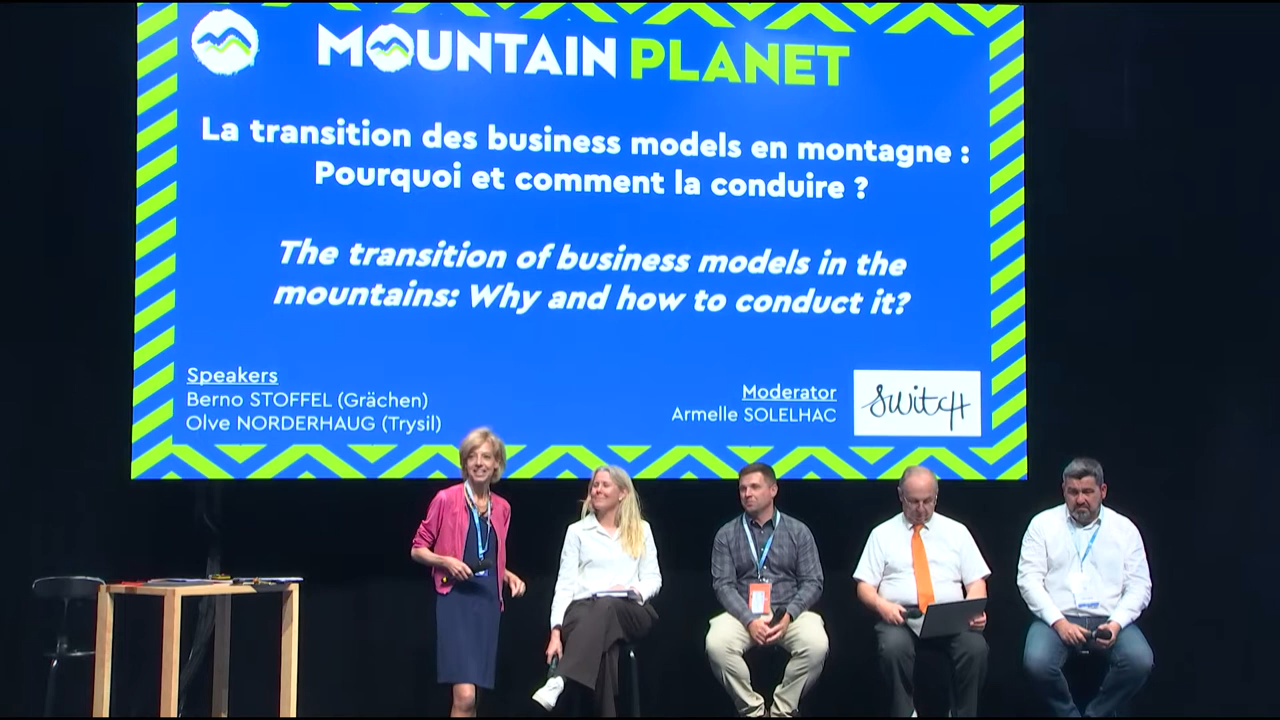 MOUNTAIN PLANET
La transition des business models en montagne :
Pourquoi et comment la conduire ?
The transition of business models in the
mountains: Why and how to conduct it?
Speakers
Berno STOFFEL (Grächen)
Olve NORDERHAUG (Trysil)
Moderator
Armelle SOLELHAC
switch